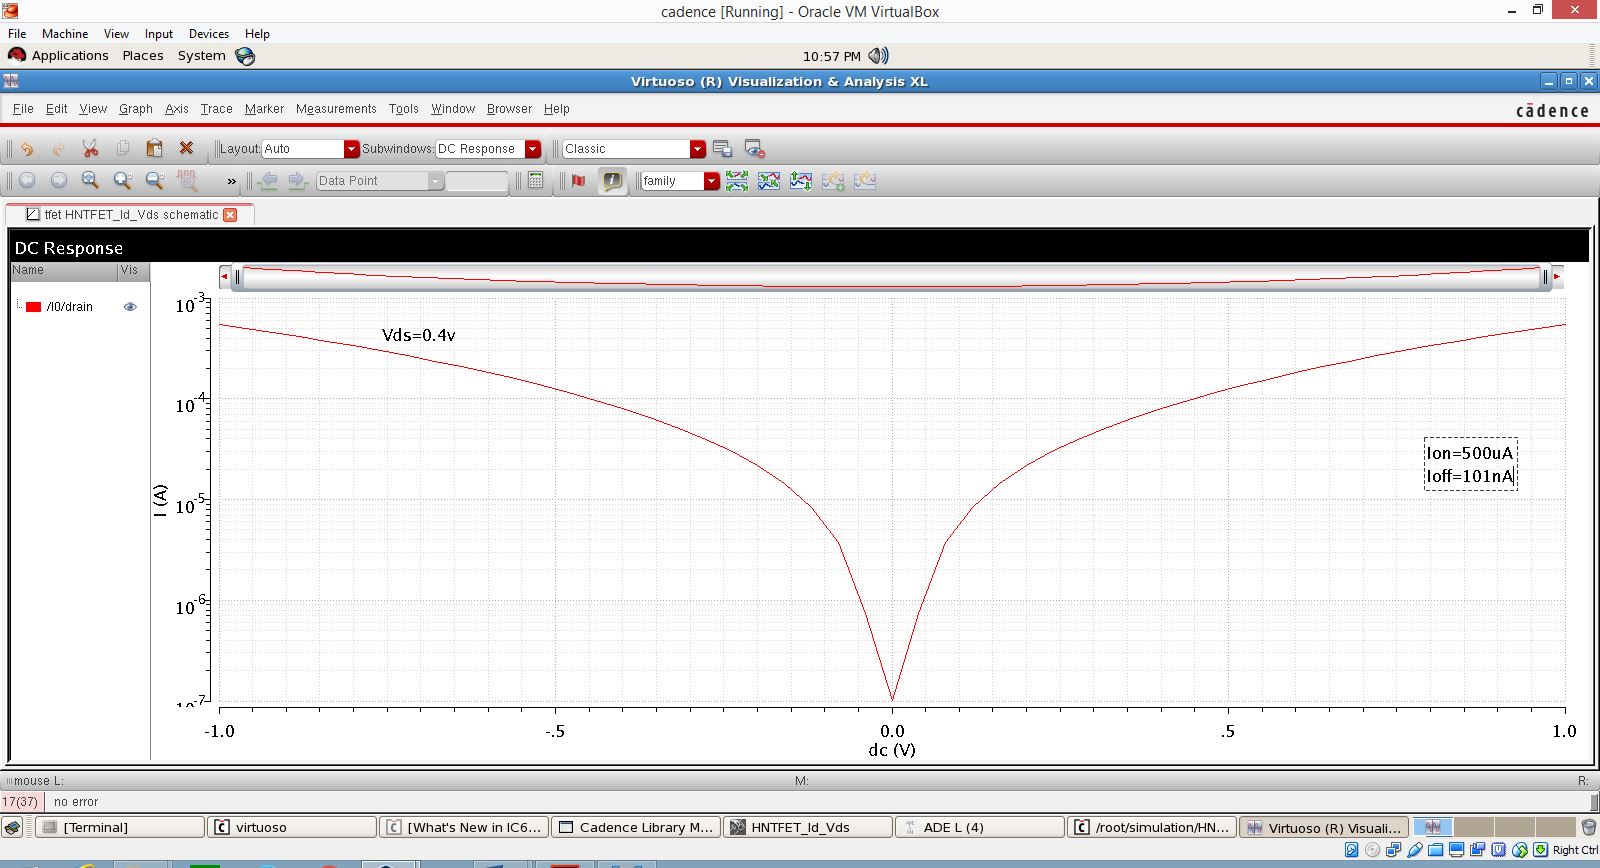 cadence [Running] - Oracle VM VirtualBox
File Machine View Input Devices Help
Applications Places System
10:57 PM
Virtuoso (R) Visualization & Analysis XL
File Edit View Graph Axis Trace Marker Measurements Tools Window Browser Help
cādence
Layout: Auto Subwindows: DC Response Classic
» Data Point family
tfet HNTFET_Id_Vds schematic
DC Response
Name Vis
/I0/drain
Vds=0.4v
Ion=500uA
Ioff=101nA
I (A)
10-3
10-4
10-5
10-6
10-7
-1.0 -.5 0.0 .5 1.0
dc (V)
mouse L: M: R:
17(37) no error
[Terminal] virtuoso [What's New in IC6... Cadence Library M... HNTFET_Id_Vds ADE L (4) /root/simulation/HN... Virtuoso (R) Visuali...
Right Ctrl